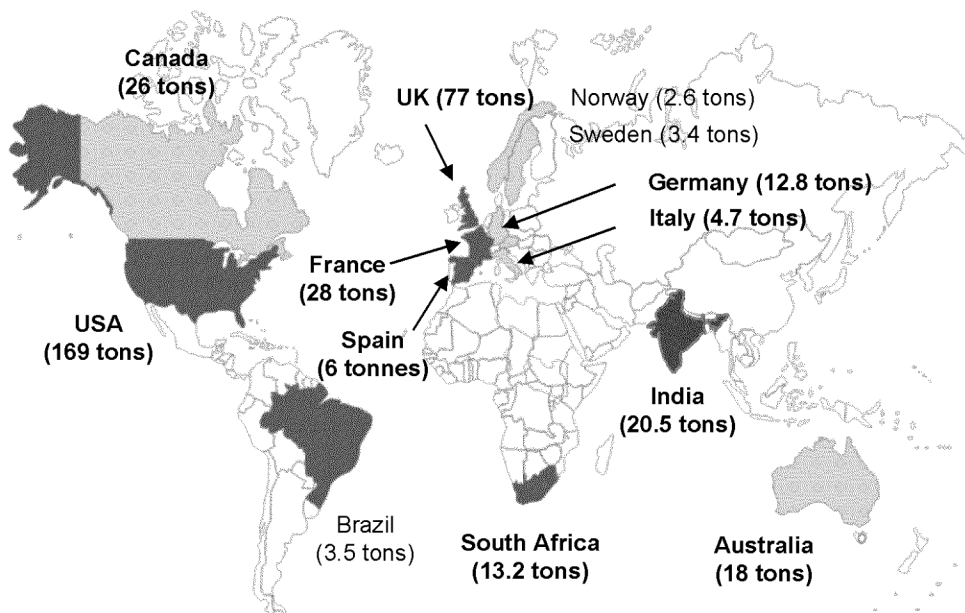 Canada
(26 tons)
UK (77 tons)
Norway (2.6 tons)
Sweden (3.4 tons)
Germany (12.8 tons)
Italy (4.7 tons)
France
(28 tons)
USA
(169 tons)
Spain
(6 tonnes)
India
(20.5 tons)
Brazil
(3.5 tons)
South Africa
(13.2 tons)
Australia
(18 tons)